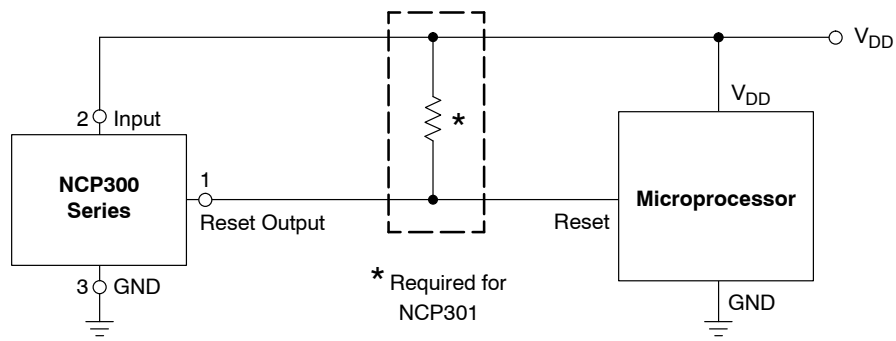 V_DD
2 Input
*
V_DD
NCP300
Series
1
Reset Output
Reset
Microprocessor
3 GND
* Required for
NCP301
GND